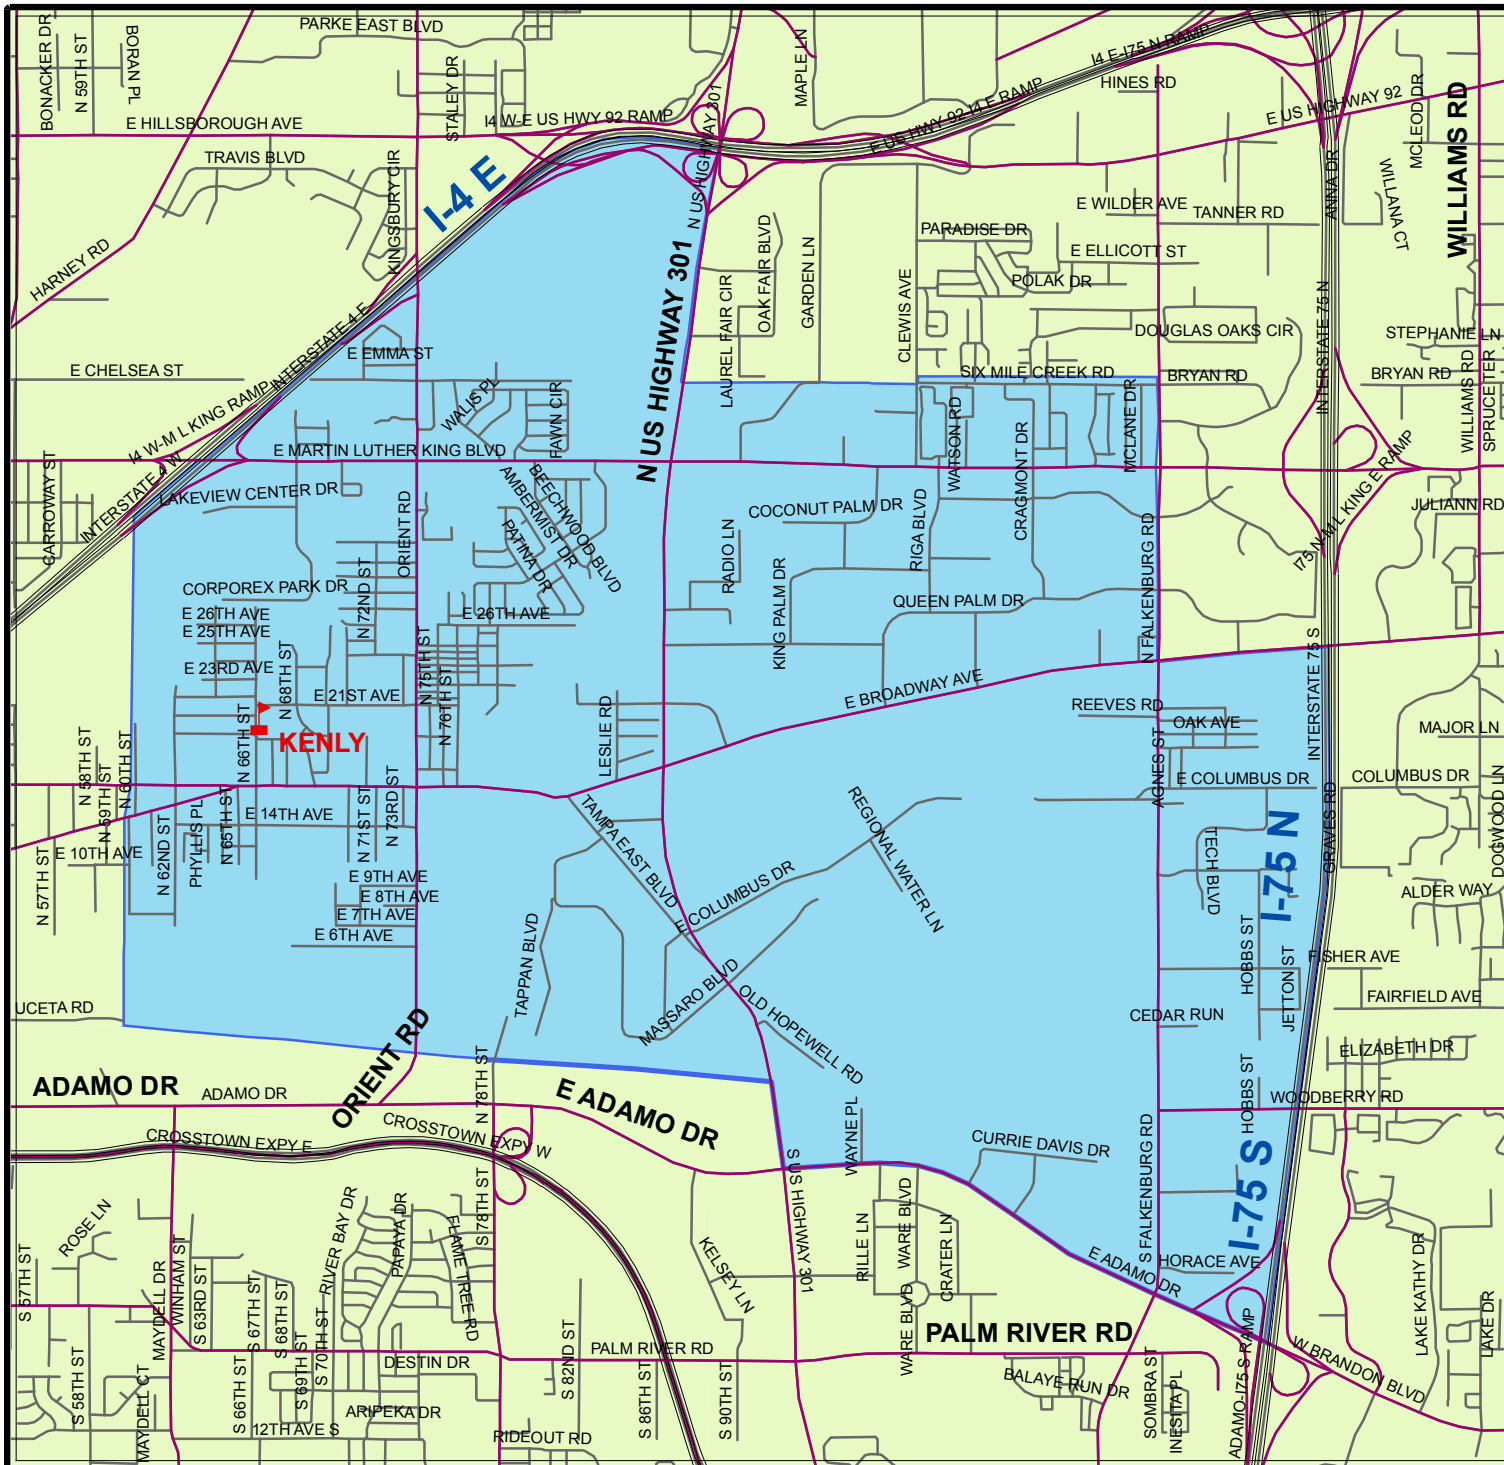 PARKE EAST BLVD
BONACKER DR
N 59TH ST
BORAN PL
STALEY DR
MAPLE LN
I4 E-I75 N RAMP
HINES RD
E US HIGHWAY 92
MCLEOD DR
WILLIAMS RD
E HILLSBOROUGH AVE
I4 W-E US HWY 92 RAMP
N US HIGHWAY 301
E US HWY 92-I4 E RAMP
TRAVIS BLVD
KINGSBURY CIR
I-4 E
ANNA DR
WILLANA CT
E WILDER AVE
TANNER RD
HARNEY RD
PARADISE DR
E ELLICOTT ST
POLAK DR
N US HIGHWAY 301
OAK FAIR BLVD
GARDEN LN
LAUREL FAIR CIR
CLEWIS AVE
INTERSTATE 75 N
DOUGLAS OAKS CIR
STEPHANIE LN
INTERSTATE 4 E
E EMMA ST
E CHELSEA ST
SIX MILE CREEK RD
BRYAN RD
BRYAN RD
WILLIAMS RD
SPRUCE TER
I4 W-M L KING RAMP
WALIS PL
FAWN CIR
WATSON RD
CRAGMONT DR
MCLANE DR
E MARTIN LUTHER KING BLVD
CARROWAY ST
INTERSTATE 4 W
LAKEVIEW CENTER DR
ORIENT RD
AMBERMIST DR
BEECHWOOD BLVD
PATINA DR
COCONUT PALM DR
RIGA BLVD
RADIO LN
I75 N-M L KING E RAMP
JULIANN RD
N FALKENBURG RD
CORPOREX PARK DR
N 72ND ST
E 26TH AVE
E 25TH AVE
E 26TH AVE
KING PALM DR
QUEEN PALM DR
E 23RD AVE
N 68TH ST
E 21ST AVE
N 75TH ST
N 76TH ST
E BROADWAY AVE
INTERSTATE 75 S
N 66TH ST
KENLY
LESLIE RD
REEVES RD
OAK AVE
MAJOR LN
N 58TH ST
N 59TH ST
N 60TH ST
AGNES ST
E COLUMBUS DR
COLUMBUS DR
DOGWOOD LN
N 62ND ST
PHYLLIS PL
N 65TH ST
E 14TH AVE
N 71ST ST
N 73RD ST
TAMPA EAST BLVD
REGIONAL WATER LN
TECH BLVD
I-75 N
GRAVES RD
N 57TH ST
E 10TH AVE
E 9TH AVE
E 8TH AVE
E 7TH AVE
E 6TH AVE
E COLUMBUS DR
ALDER WAY
TAPPAN BLVD
MASSARO BLVD
OLD HOPEWELL RD
HOBBS ST
JETTON ST
FISHER AVE
FAIRFIELD AVE
UCETA RD
CEDAR RUN
ELIZABETH DR
ORIENT RD
ADAMO DR
ADAMO DR
N 78TH ST
E ADAMO DR
HOBBS ST
WOODBERRY RD
CROSSTOWN EXPY E
CROSSTOWN EXPY W
WAYNE PL
CURRIE DAVIS DR
S FALKENBURG RD
I-75 S
ROSE LN
S 57TH ST
MAYDELL DR
WINHAM ST
S 63RD ST
RIVER BAY DR
PAPAYA DR
FLAME TREE RD
S 78TH ST
KELSEY LN
S US HIGHWAY 301
RILLE LN
WARE BLVD
CRATER LN
E ADAMO DR
HORACE AVE
LAKE KATHY DR
LAKE DR
S 67TH ST
S 68TH ST
S 70TH ST
S 69TH ST
S 66TH ST
S 58TH ST
MAYDELL CT
DESTIN DR
S 82ND ST
PALM RIVER RD
WARE BLVD
PALM RIVER RD
ADAMO-I75 S RAMP
W BRANDON BLVD
BALAYE RUN DR
SOMBRA ST
INESITA PL
ARIPEKA DR
12TH AVE S
RIDEOUT RD
S 86TH ST
S 90TH ST